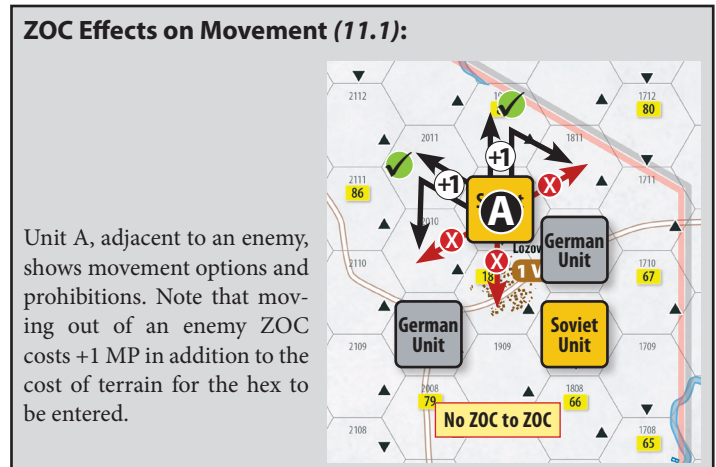 ZOC Effects on Movement (11.1):
2112
1712
80
2011
1811
+1
+1
2111
86
1711
X
A
X
2010
X
German
Unit
2110
18
1 V
1710
67
German
Unit
Soviet
Unit
2109
1909
1709
2008
79
1808
66
No ZOC to ZOC
2108
1708
65
Unit A, adjacent to an enemy,
shows movement options and
prohibitions. Note that mov-
ing out of an enemy ZOC
costs +1 MP in addition to the
cost of terrain for the hex to
be entered.